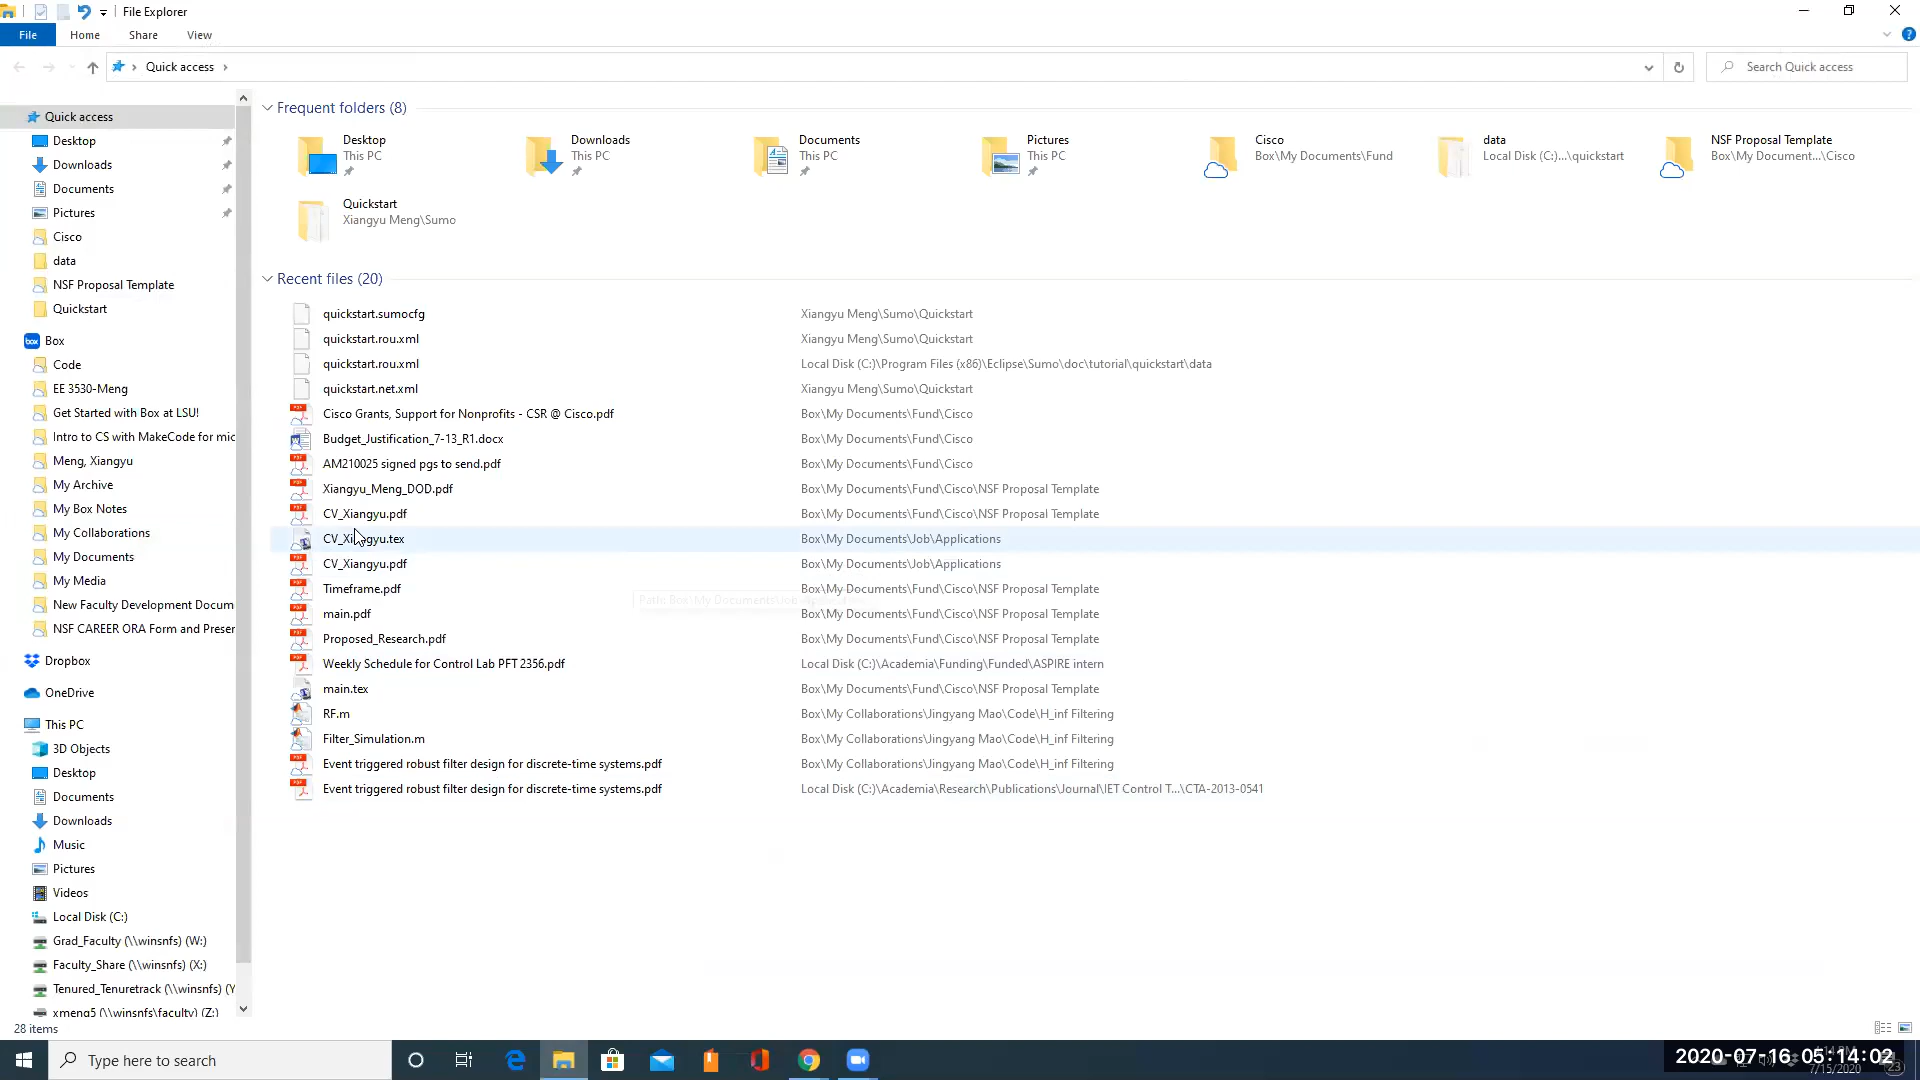 File Explorer
File
Home
Share
View
Quick access
Search Quick access
Quick access
Desktop
Downloads
Documents
Pictures
Cisco
data
NSF Proposal Template
Quickstart
Box
Code
EE 3530-Meng
Get Started with Box at LSU!
Intro to CS with MakeCode for mic
Meng, Xiangyu
My Archive
My Box Notes
My Collaborations
My Documents
My Media
New Faculty Development Docum
NSF CAREER ORA Form and Preser
Dropbox
OneDrive
This PC
3D Objects
Desktop
Documents
Downloads
Music
Pictures
Videos
Local Disk (C:)
Grad_Faculty (\\winsnfs) (W:)
Faculty_Share (\\winsnfs) (X:)
Tenured_Tenuretrack (\\winsnfs) (Y
xmeng5 (\\winsnfs\faculty) (Z:)
Frequent folders (8)
Desktop
This PC
Downloads
This PC
Documents
This PC
Pictures
This PC
Cisco
Box\My Documents\Fund
data
Local Disk (C:)...\quickstart
NSF Proposal Template
Box\My Document...\Cisco
Quickstart
Xiangyu Meng\Sumo
Recent files (20)
quickstart.sumocfg Xiangyu Meng\Sumo\Quickstart
quickstart.rou.xml Xiangyu Meng\Sumo\Quickstart
quickstart.rou.xml Local Disk (C:)\Program Files (x86)\Eclipse\Sumo\doc\tutorial\quickstart\data
quickstart.net.xml Xiangyu Meng\Sumo\Quickstart
Cisco Grants, Support for Nonprofits - CSR @ Cisco.pdf Box\My Documents\Fund\Cisco
Budget_Justification_7-13_R1.docx Box\My Documents\Fund\Cisco
AM210025 signed pgs to send.pdf Box\My Documents\Fund\Cisco
Xiangyu_Meng_DOD.pdf Box\My Documents\Fund\Cisco\NSF Proposal Template
CV_Xiangyu.pdf Box\My Documents\Fund\Cisco\NSF Proposal Template
CV_Xiangyu.tex Box\My Documents\Job\Applications
CV_Xiangyu.pdf Box\My Documents\Job\Applications
Timeframe.pdf Box\My Documents\Fund\Cisco\NSF Proposal Template
main.pdf Box\My Documents\Fund\Cisco\NSF Proposal Template
Proposed_Research.pdf Box\My Documents\Fund\Cisco\NSF Proposal Template
Weekly Schedule for Control Lab PFT 2356.pdf Local Disk (C:)\Academia\Funding\Funded\ASPIRE intern
main.tex Box\My Documents\Fund\Cisco\NSF Proposal Template
RF.m Box\My Collaborations\Jingyang Mao\Code\H_inf Filtering
Filter_Simulation.m Box\My Collaborations\Jingyang Mao\Code\H_inf Filtering
Event triggered robust filter design for discrete-time systems.pdf Box\My Collaborations\Jingyang Mao\Code\H_inf Filtering
Event triggered robust filter design for discrete-time systems.pdf Local Disk (C:)\Academia\Research\Publications\Journal\IET Control T...\CTA-2013-0541
28 items
Type here to search
2020-07-16 05:14:02
7/15/2020
23